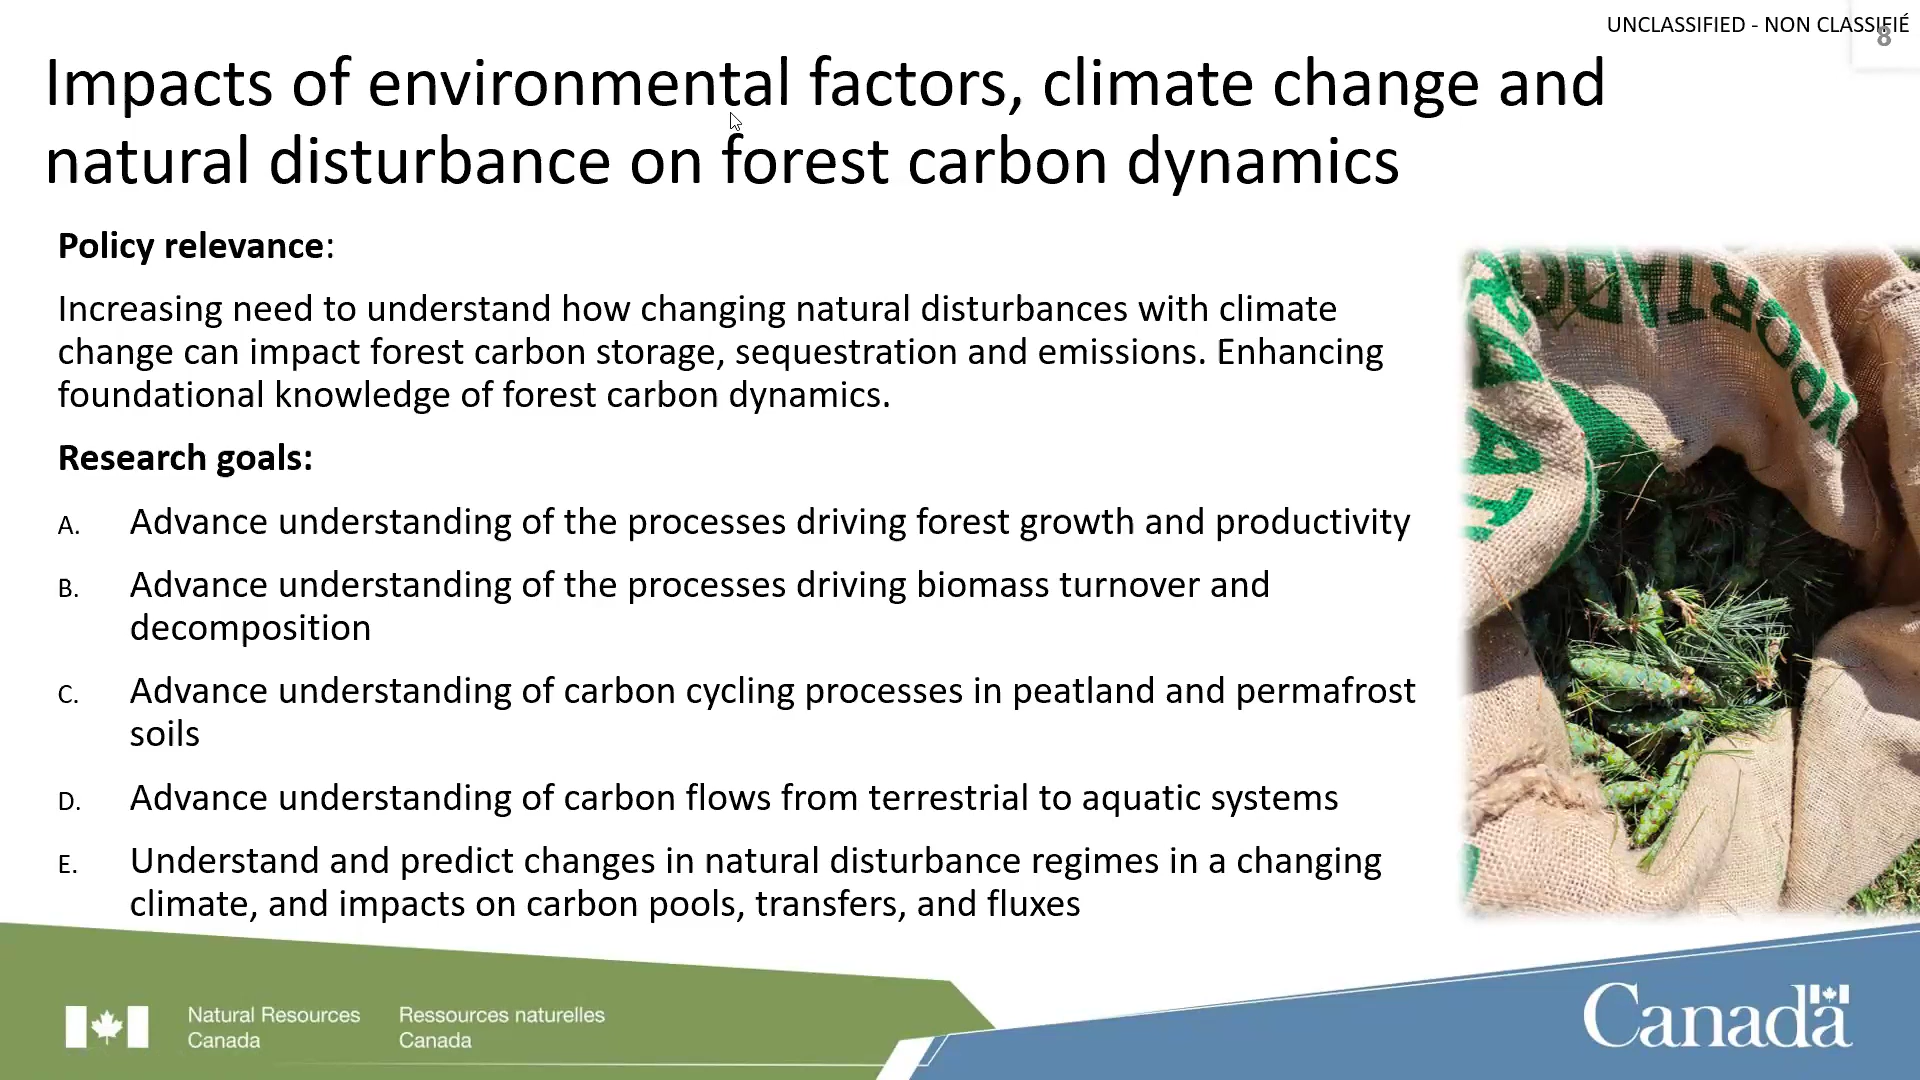 UNCLASSIFIED - NON CLASSIFIÉ
8
Impacts of environmental factors, climate change and
natural disturbance on forest carbon dynamics
Policy relevance:
Increasing need to understand how changing natural disturbances with climate
change can impact forest carbon storage, sequestration and emissions. Enhancing
foundational knowledge of forest carbon dynamics.
Research goals:
A. Advance understanding of the processes driving forest growth and productivity
B. Advance understanding of the processes driving biomass turnover and
decomposition
C. Advance understanding of carbon cycling processes in peatland and permafrost
soils
D. Advance understanding of carbon flows from terrestrial to aquatic systems
E. Understand and predict changes in natural disturbance regimes in a changing
climate, and impacts on carbon pools, transfers, and fluxes
Natural Resources
Canada
Ressources naturelles
Canada
Canada